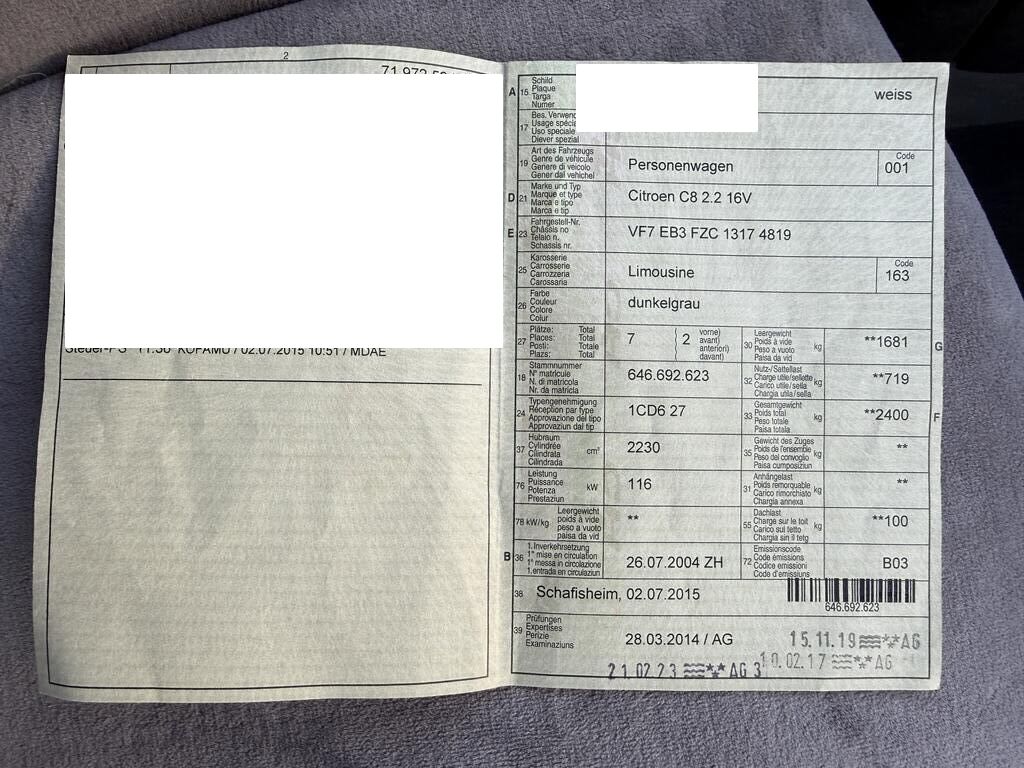 2
71.972.5
Steuer-PS 11.30 KOFAMU / 02.07.2015 10:51 / MDAE
A 15 Schild
Plaque
Targa
Numer
weiss
17 Bes. Verwend
Usage spécia
Uso speciale
Diever spezial
19 Art des Fahrzeugs
Genre de véhicule
Genere di veicolo
Gener dal vehichel
Personenwagen
Code
001
D 21 Marke und Typ
Marque et type
Marca e tipo
Marca e tip
Citroen C8 2.2 16V
E 23 Fahrgestell-Nr.
Châssis no
Telaio n.
Schassis nr.
VF7 EB3 FZC 1317 4819
25 Karosserie
Carrosserie
Carrozzeria
Carossaria
Limousine
Code
163
26 Farbe
Couleur
Colore
Colur
dunkelgrau
27 Plätze: Total
Places: Total
Posti: Totale
Plazs: Total
7
2 vorne)
avant)
anteriori)
davant)
30 Leergewicht
Poids à vide
Peso a vuoto
Paisa da vid
kg
**1681
G
18 Stammnummer
N° matricule
N. di matricola
Nr. da matricla
646.692.623
32 Nutz-/Sattellast
Charge utile/sellette
Carico utile/sella
Chargia utila/sella
kg
**719
24 Typengenehmigung
Réception par type
Approvazione del tipo
Approvaziun dal tip
1CD6 27
33 Gesamtgewicht
Poids total
Peso totale
Paisa totala
kg
**2400
F
37 Hubraum
Cylindrée
Cilindrata
Cilindrada
cm³
2230
35 Gewicht des Zuges
Poids de l'ensemble
Peso del convoglio
Paisa cumposiziun
kg
**
76 Leistung
Puissance
Potenza
Prestaziun
kW
116
31 Anhängelast
Poids remorquable
Carico rimorchiato
Chargia annexa
kg
**
78 kW/kg Leergewicht
poids à vide
peso a vuoto
paisa da vid
**
55 Dachlast
Charge sur le toit
Carico sul tetto
Chargia sin il tetg
kg
**100
B 36 1. Inverkehrsetzung
1re mise en circulation
1a messa in circolazione
1. entrada en circulaziun
26.07.2004 ZH
72 Emissionscode
Code émissions
Codice emissioni
Code d'emissiuns
B03
38 Schafisheim, 02.07.2015
646.692.623
39 Prüfungen
Expertises
Perizie
Examinaziuns
28.03.2014 / AG
15.11.19 AG
10.02.17 AG
21.02.23 AG 3